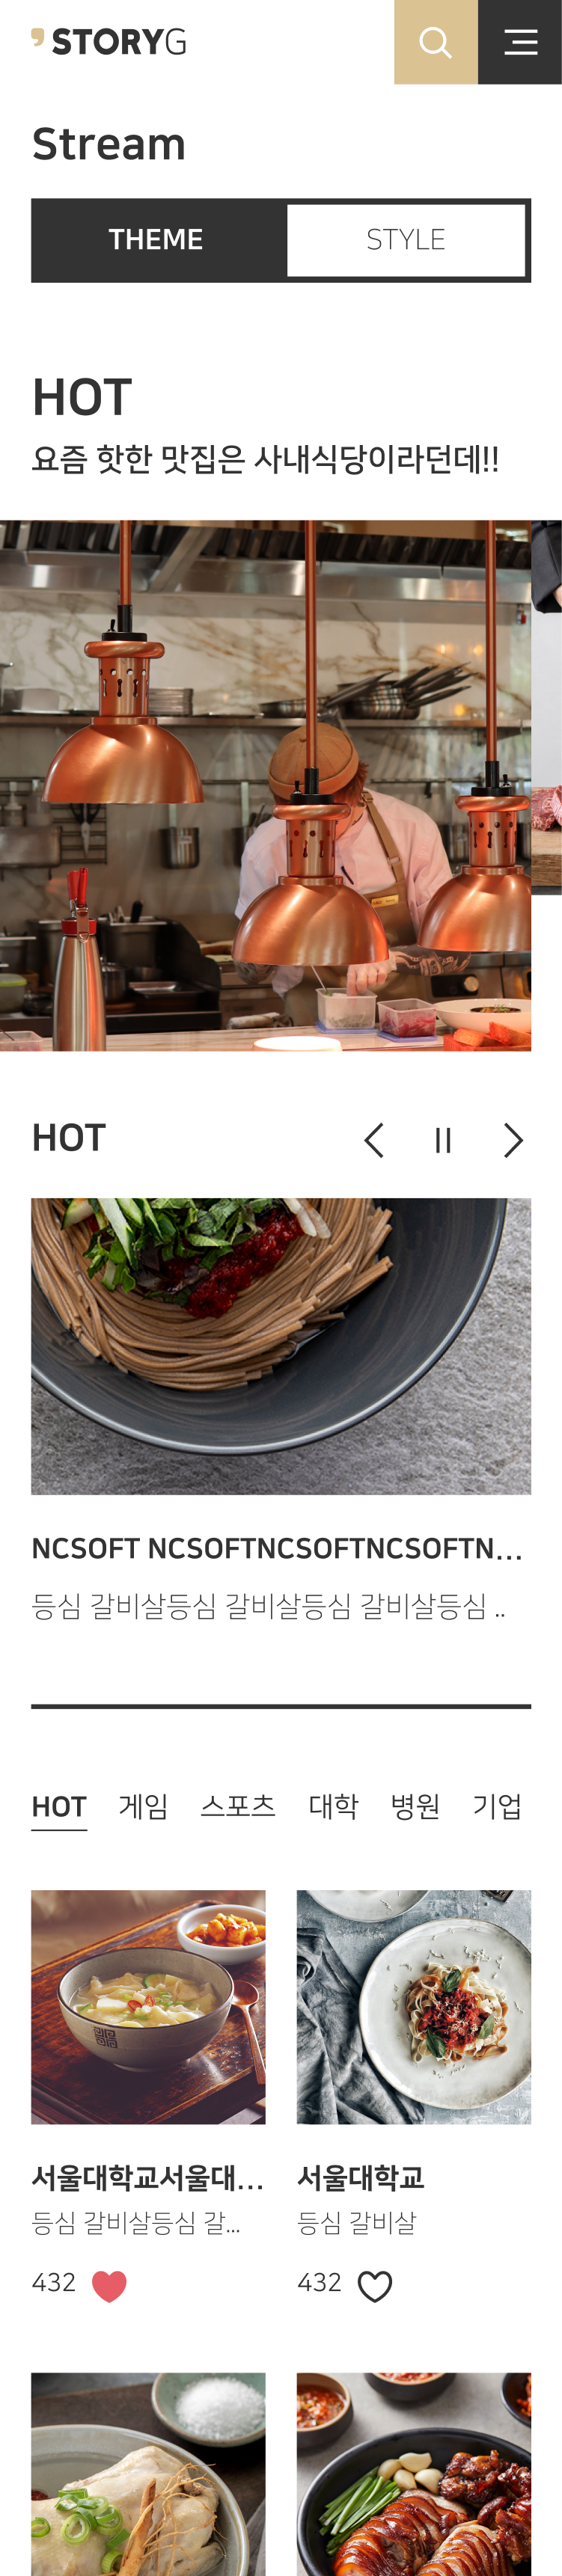 STORYG
Stream
THEME
STYLE
HOT
요즘 핫한 맛집은 사내식당이라던데!!
HOT
NCSOFT NCSOFTNCSOFTNCSOFTN...
등심 갈비살등심 갈비살등심 갈비살등심 ..
HOT 게임 스포츠 대학 병원 기업
서울대학교서울대...
등심 갈비살등심 갈...
432
서울대학교
등심 갈비살
432